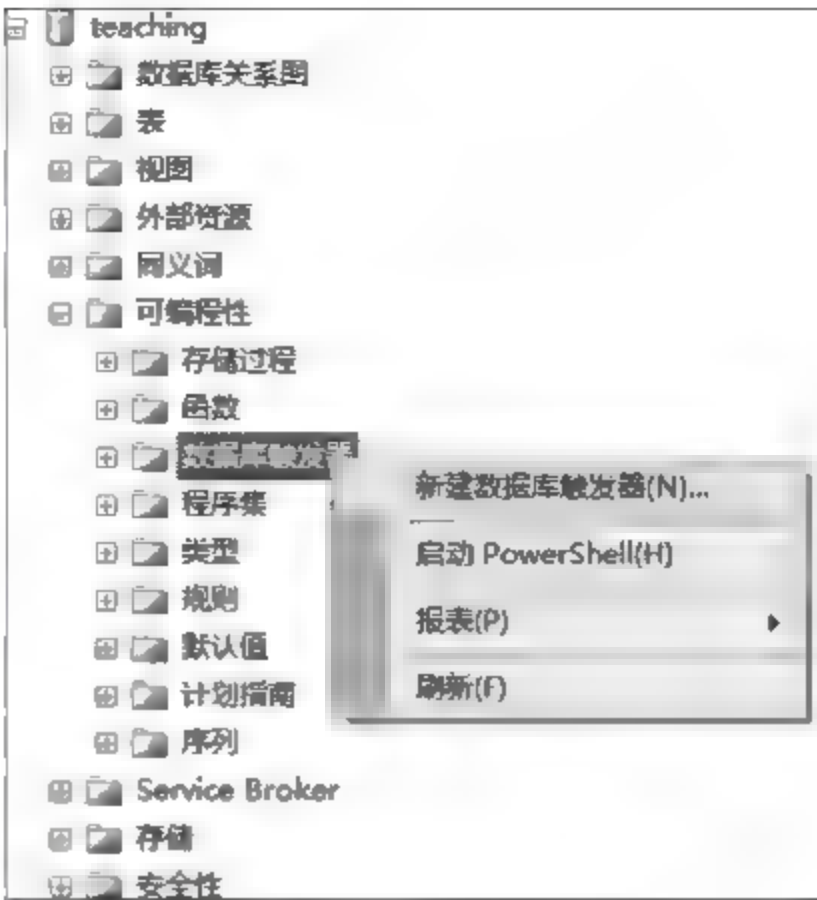 teaching
数据库关系图
表
视图
外部资源
同义词
可编程性
存储过程
函数
数据库触发器
新建数据库触发器(N)...
程序集
类型
启动 PowerShell(H)
规则
报表(P)
默认值
计划指南
刷新(F)
序列
Service Broker
存储
安全性